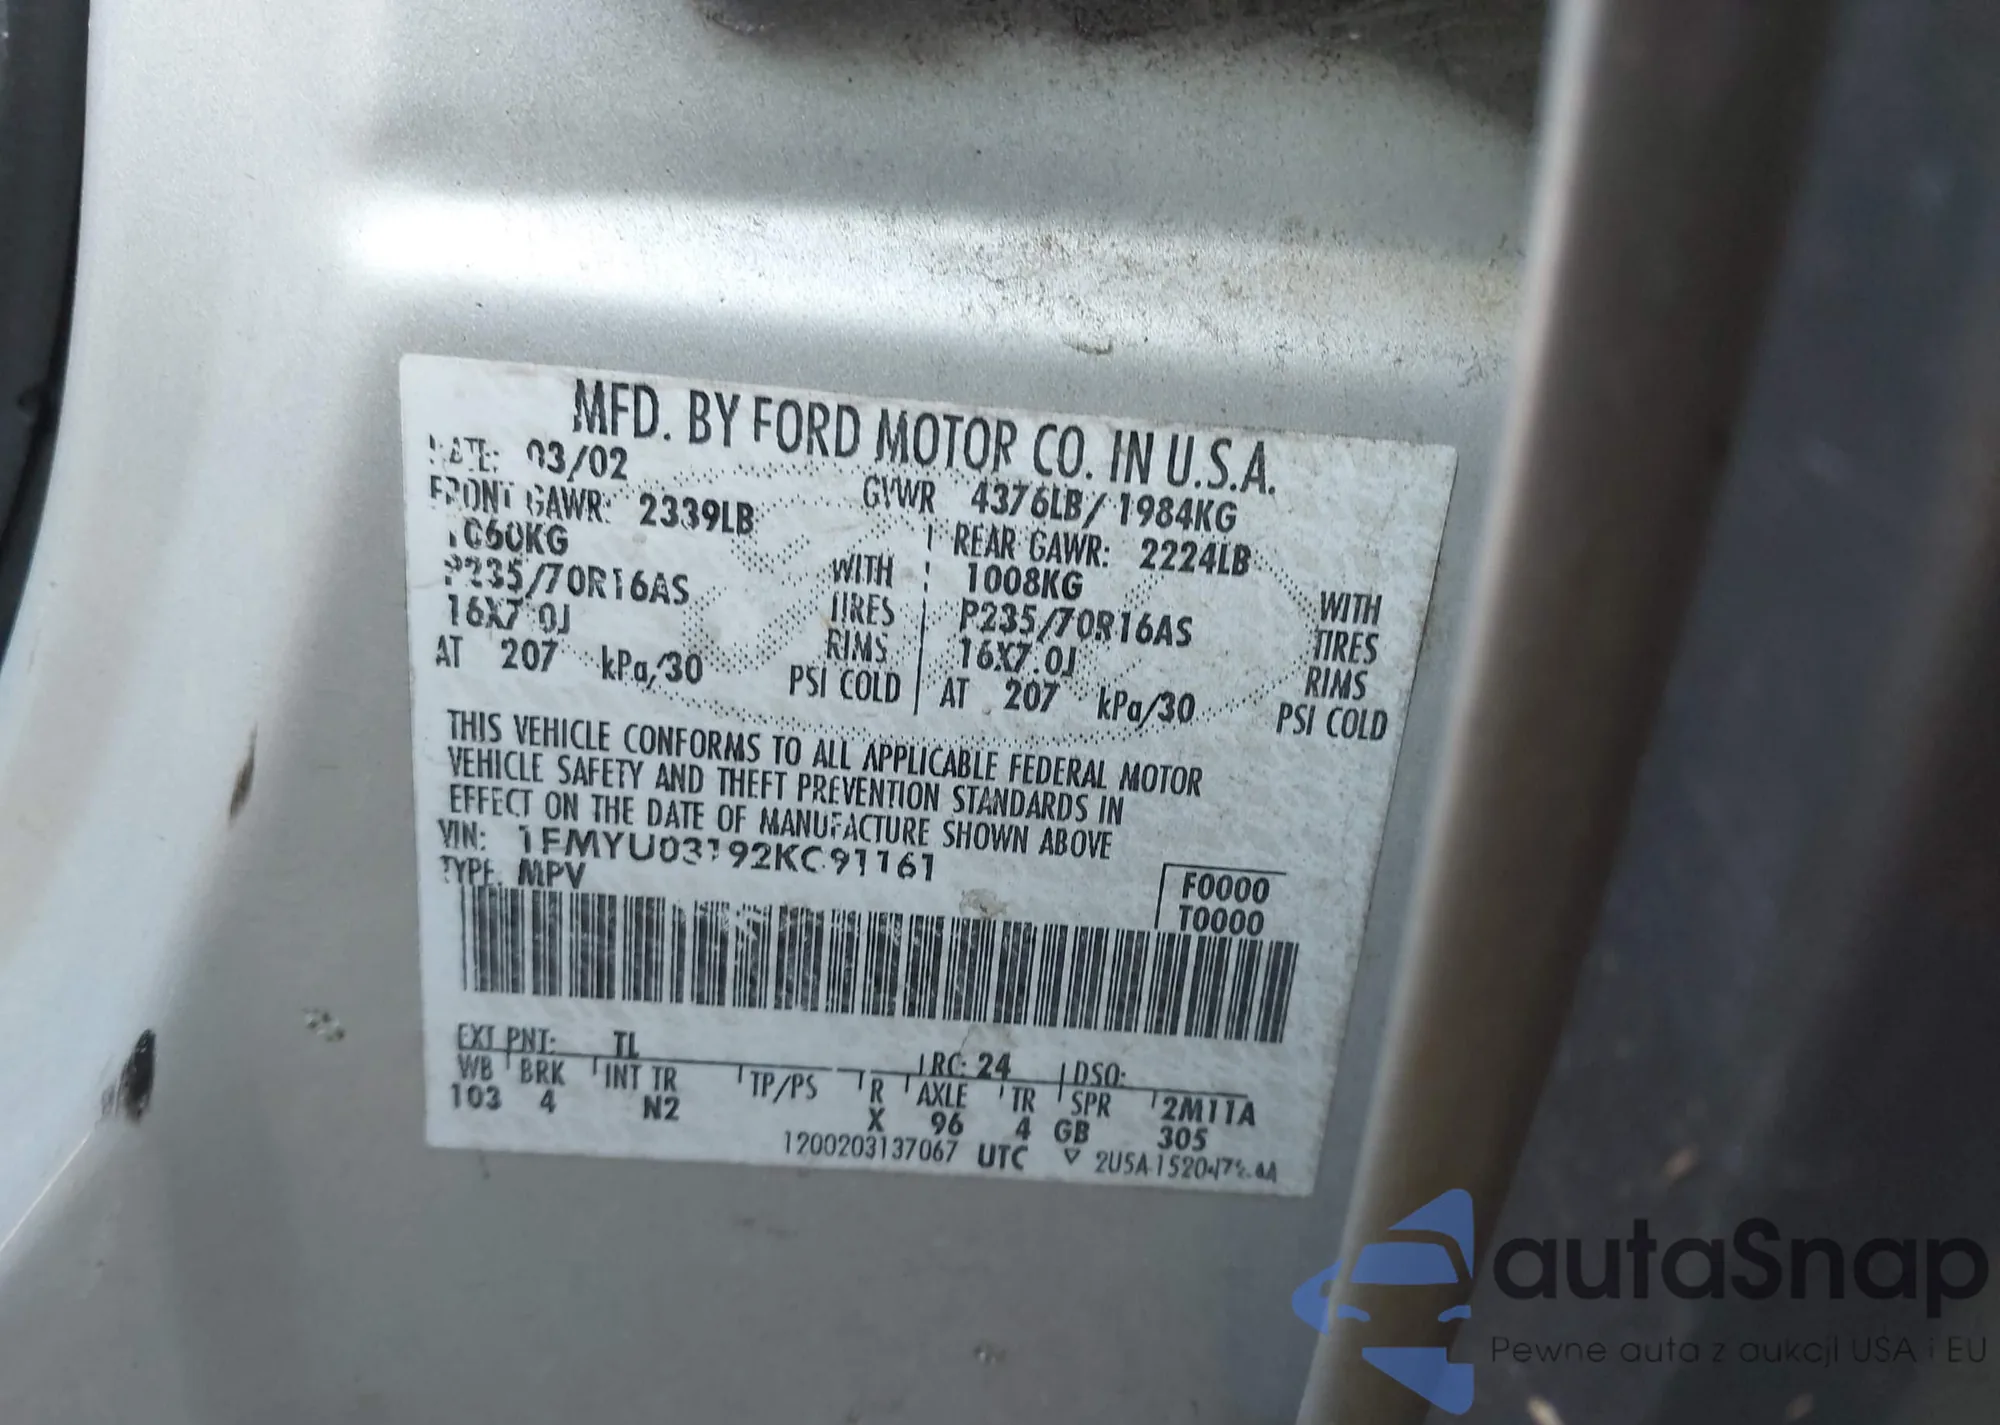 MFD. BY FORD MOTOR CO. IN U.S.A.
DATE: 03/02 GVWR 4376LB/ 1984KG
FRONT GAWR: 2339LB REAR GAWR: 2224LB
1060KG WITH 1008KG WITH
P235/70R16AS TIRES P235/70R16AS TIRES
16X7.0J RIMS 16X7.0J RIMS
AT 207 kPa/30 PSI COLD AT 207 kPa/30 PSI COLD
THIS VEHICLE CONFORMS TO ALL APPLICABLE FEDERAL MOTOR
VEHICLE SAFETY AND THEFT PREVENTION STANDARDS IN
EFFECT ON THE DATE OF MANUFACTURE SHOWN ABOVE
VIN: 1FMYU03192KC91161
TYPE: MPV F0000
T0000
EXT PNT: TL RC: 24 DSO:
WB BRK INT TR TP/PS R AXLE TR SPR 2M11A
103 4 N2 X 96 4 GB 305
1200203137067 UTC
autaSnap
Pewne auta z aukcji USA i EU